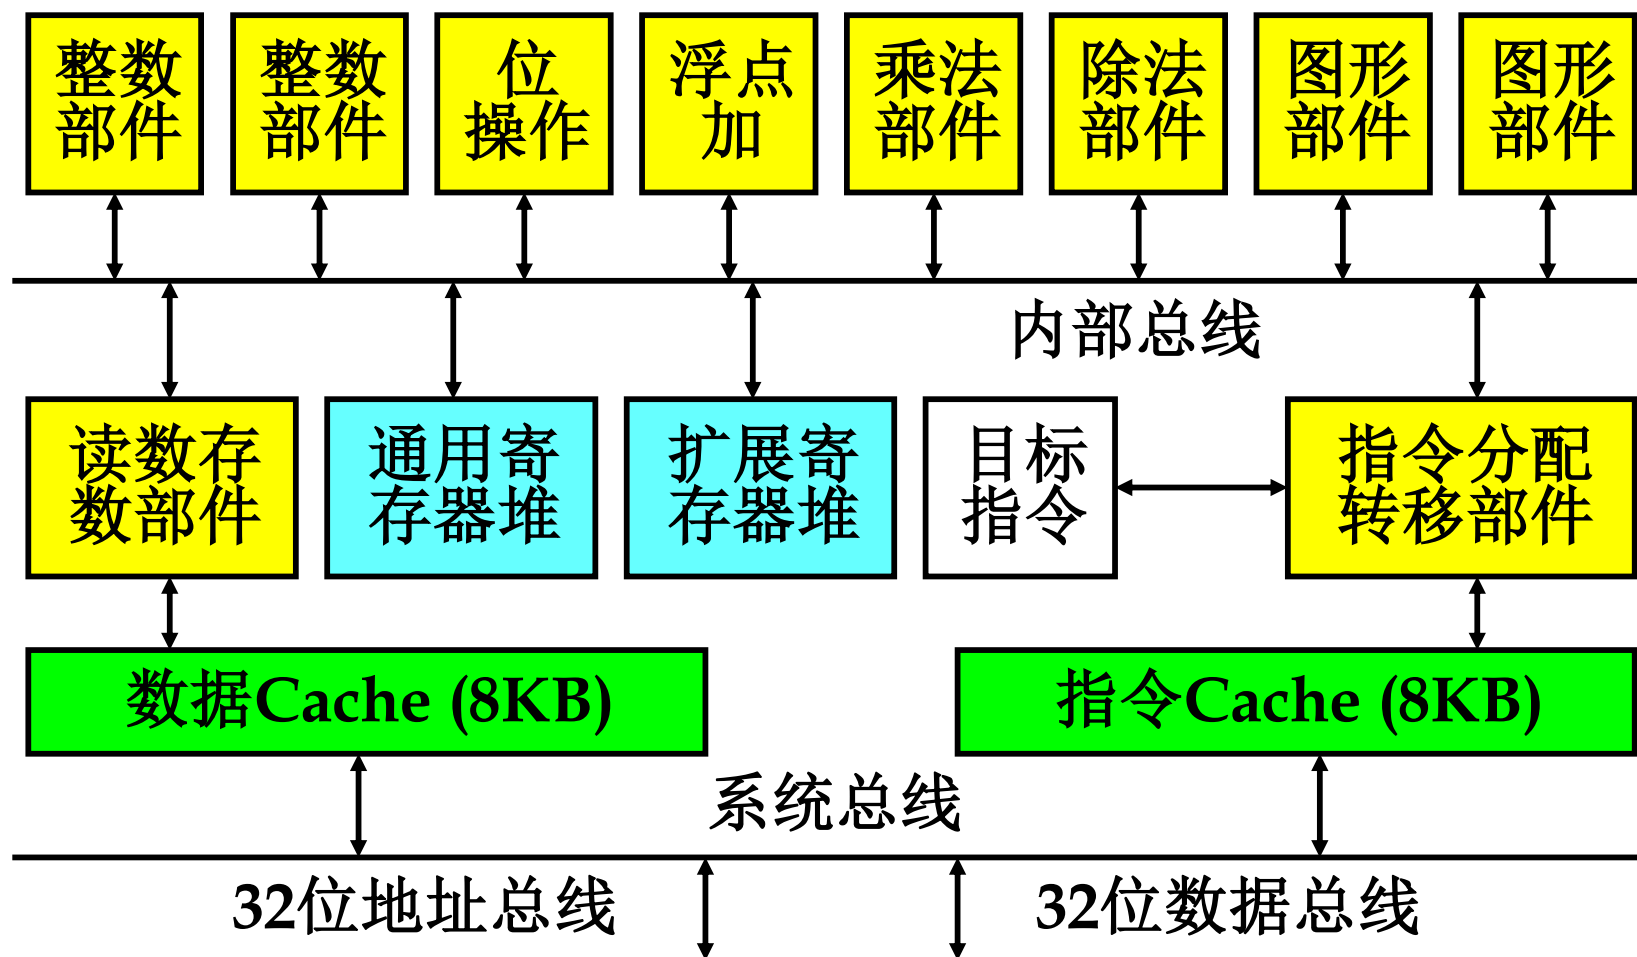 整数
部件
整数
部件
位
操作
浮点
加
乘法
部件
除法
部件
图形
部件
图形
部件
内部总线
读数存
数部件
通用寄
存器堆
扩展寄
存器堆
目标
指令
指令分配
转移部件
数据Cache (8KB)
指令Cache (8KB)
系统总线
32位地址总线
32位数据总线